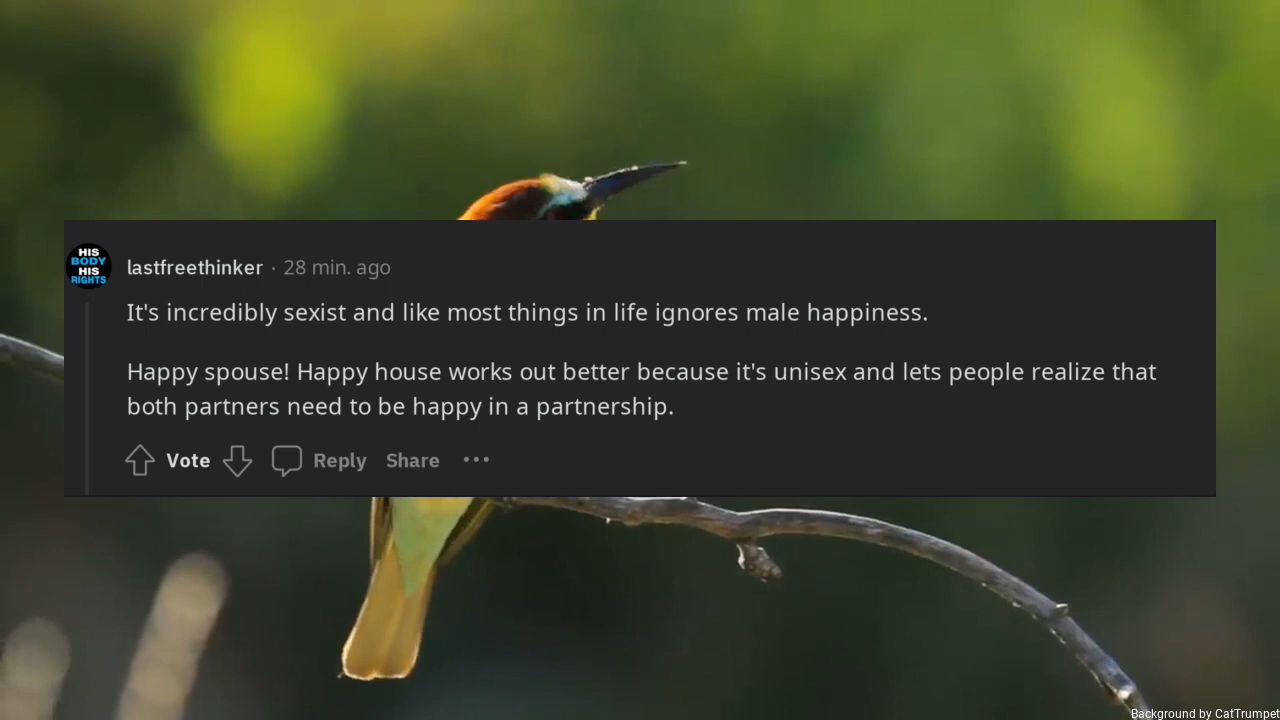 HIS
BODY
HIS
RIGHTS
lastfreethinker · 28 min. ago
It's incredibly sexist and like most things in life ignores male happiness.
Happy spouse! Happy house works out better because it's unisex and lets people realize that
both partners need to be happy in a partnership.
Vote Reply Share ···
Background by CatTrumpet